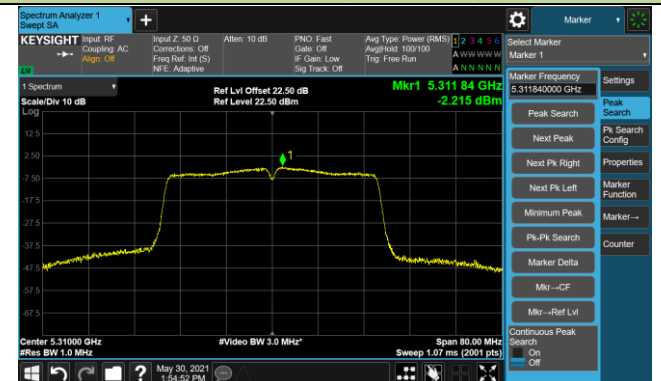 Spectrum Analyzer 1
Swept SA
Marker
KEYSIGHT
Input: RF
Coupling: AC
Align: Off
Input Z: 50 Ω
Corrections: Off
Freq Ref: Int (S)
NFE: Adaptive
Atten: 10 dB
PNO: Fast
Gate: Off
IF Gain: Low
Sig Track: Off
Avg Type: Power (RMS)
Avg|Hold: 100/100
Trig: Free Run
1 2 3 4 5 6
A W W W W W
A N N N N N
LXI
Select Marker
Marker 1
1 Spectrum
Scale/Div 10 dB
Log
Ref Lvl Offset 22.50 dB
Ref Level 22.50 dBm
Mkr1 5.311 84 GHz
-2.215 dBm
12.5
2.50
-7.50
-17.5
-27.5
-37.5
-47.5
-57.5
-67.5
1
Center 5.31000 GHz
#Res BW 1.0 MHz
#Video BW 3.0 MHz*
Span 80.00 MHz
Sweep 1.07 ms (2001 pts)
Marker Frequency
5.311840000 GHz
Peak Search
Next Peak
Next Pk Right
Next Pk Left
Minimum Peak
Pk-Pk Search
Marker Delta
Mkr→CF
Mkr→Ref Lvl
Continuous Peak
Search
On
Off
Settings
Peak
Search
Pk Search
Config
Properties
Marker
Function
Marker→
Counter
May 30, 2021
1:54:52 PM